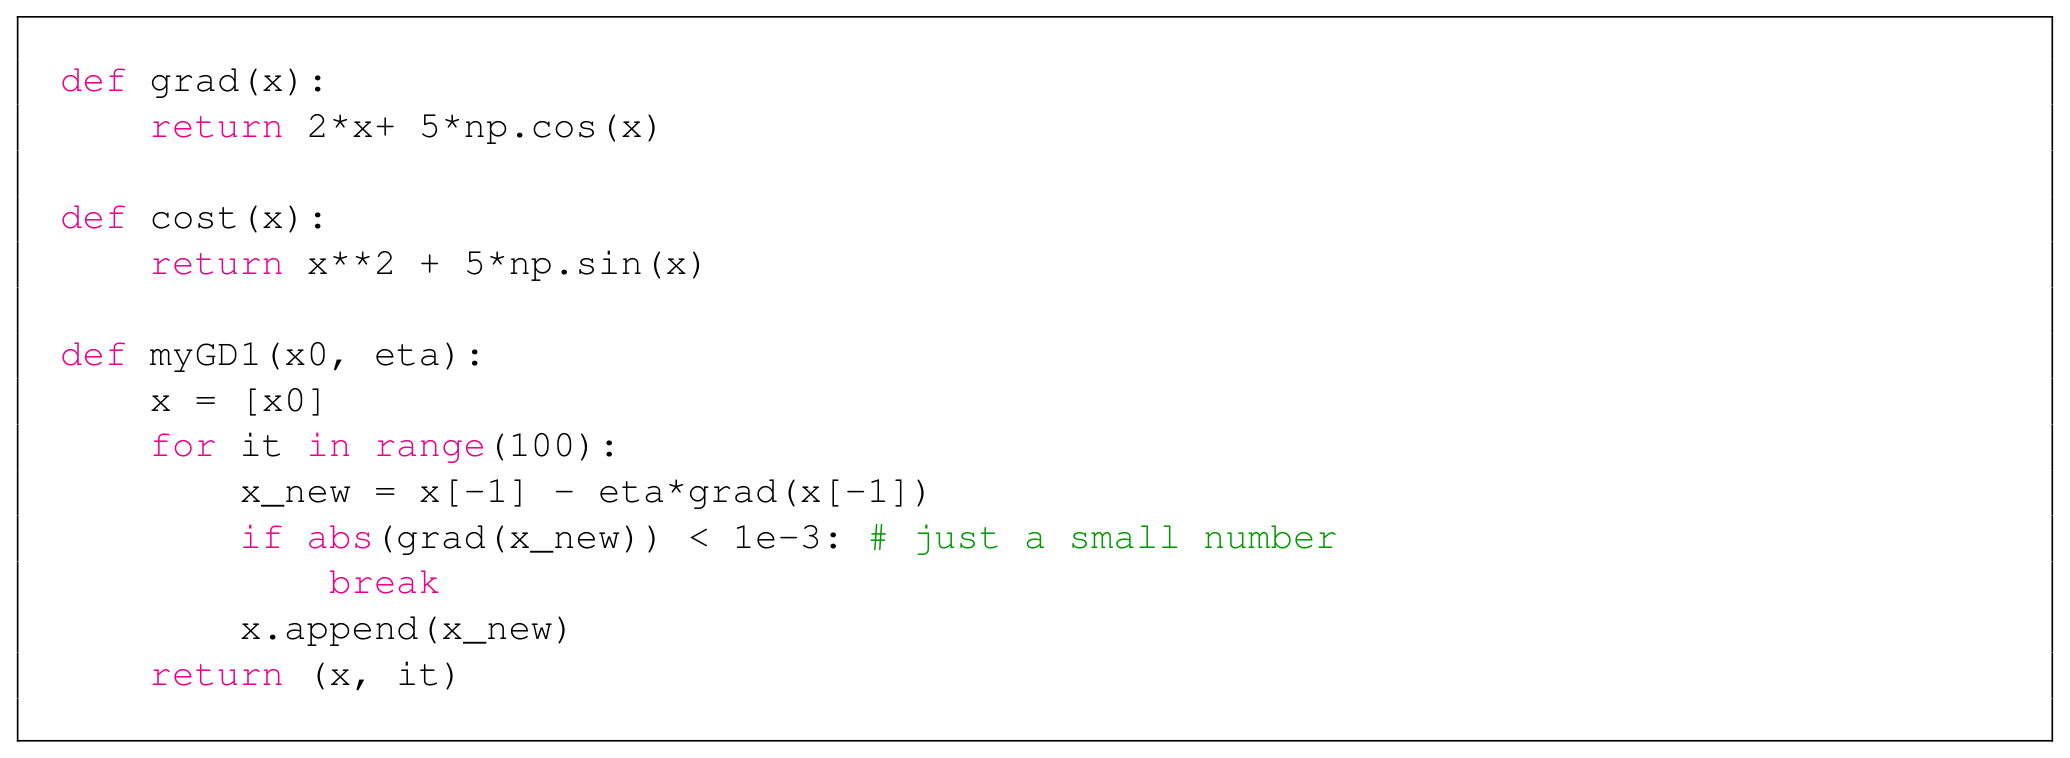 def grad(x):
    return 2*x+ 5*np.cos(x)

def cost(x):
    return x**2 + 5*np.sin(x)

def myGD1(x0, eta):
    x = [x0]
    for it in range(100):
        x_new = x[-1] - eta*grad(x[-1])
        if abs(grad(x_new)) < 1e-3: # just a small number
            break
        x.append(x_new)
    return (x, it)